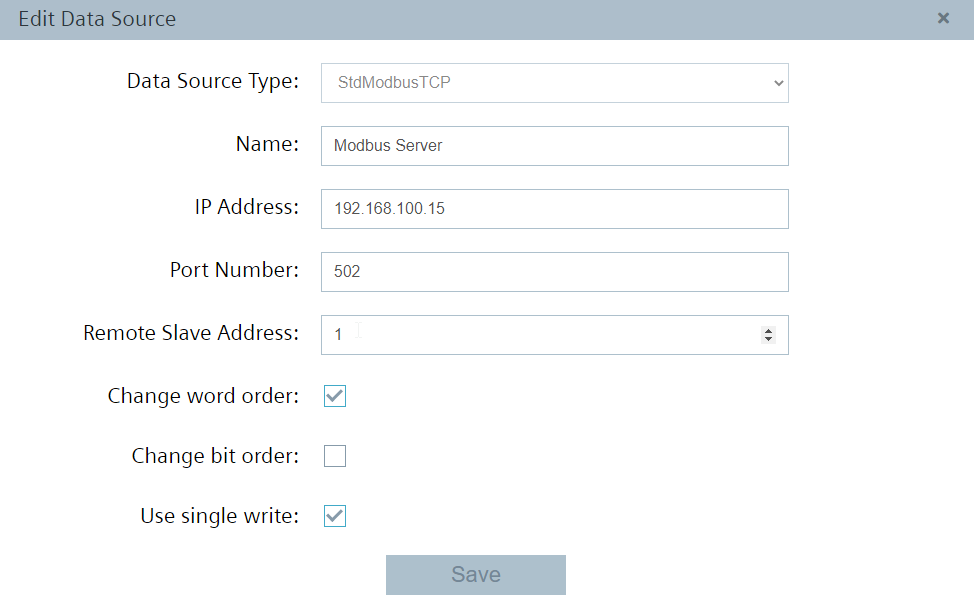 Edit Data Source ×
Data Source Type: StdModbusTCP
Name: Modbus Server
IP Address: 192.168.100.15
Port Number: 502
Remote Slave Address: 1
Change word order:
Change bit order:
Use single write:
Save